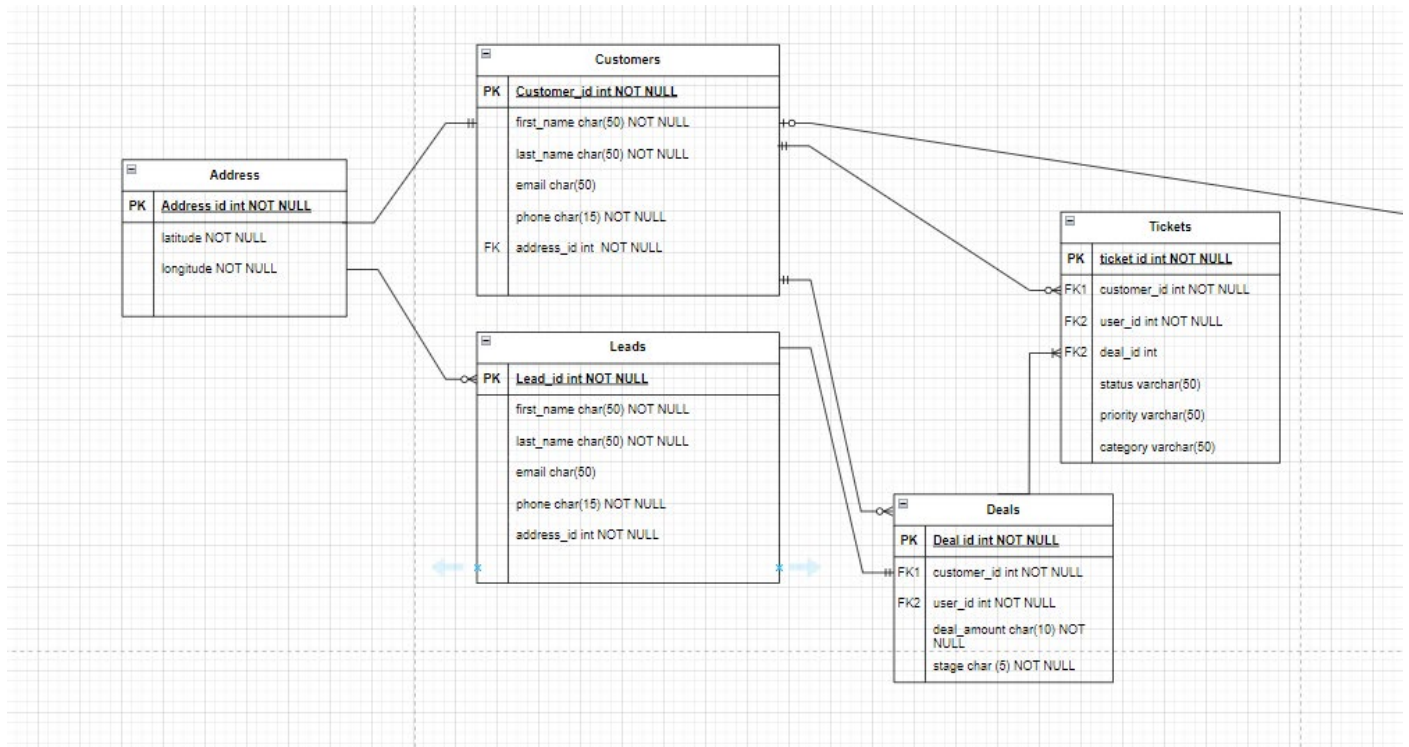 Customers
PK Customer_id int NOT NULL
first_name char(50) NOT NULL
last_name char(50) NOT NULL
email char(50)
phone char(15) NOT NULL
FK address_id int NOT NULL
Address
PK Address id int NOT NULL
latitude NOT NULL
longitude NOT NULL
Tickets
PK ticket id int NOT NULL
FK1 customer_id int NOT NULL
FK2 user_id int NOT NULL
FK2 deal_id int
status varchar(50)
priority varchar(50)
category varchar(50)
Leads
PK Lead_id int NOT NULL
first_name char(50) NOT NULL
last_name char(50) NOT NULL
email char(50)
phone char(15) NOT NULL
address_id int NOT NULL
Deals
PK Deal id int NOT NULL
FK1 customer_id int NOT NULL
FK2 user_id int NOT NULL
deal_amount char(10) NOT
NULL
stage char (5) NOT NULL